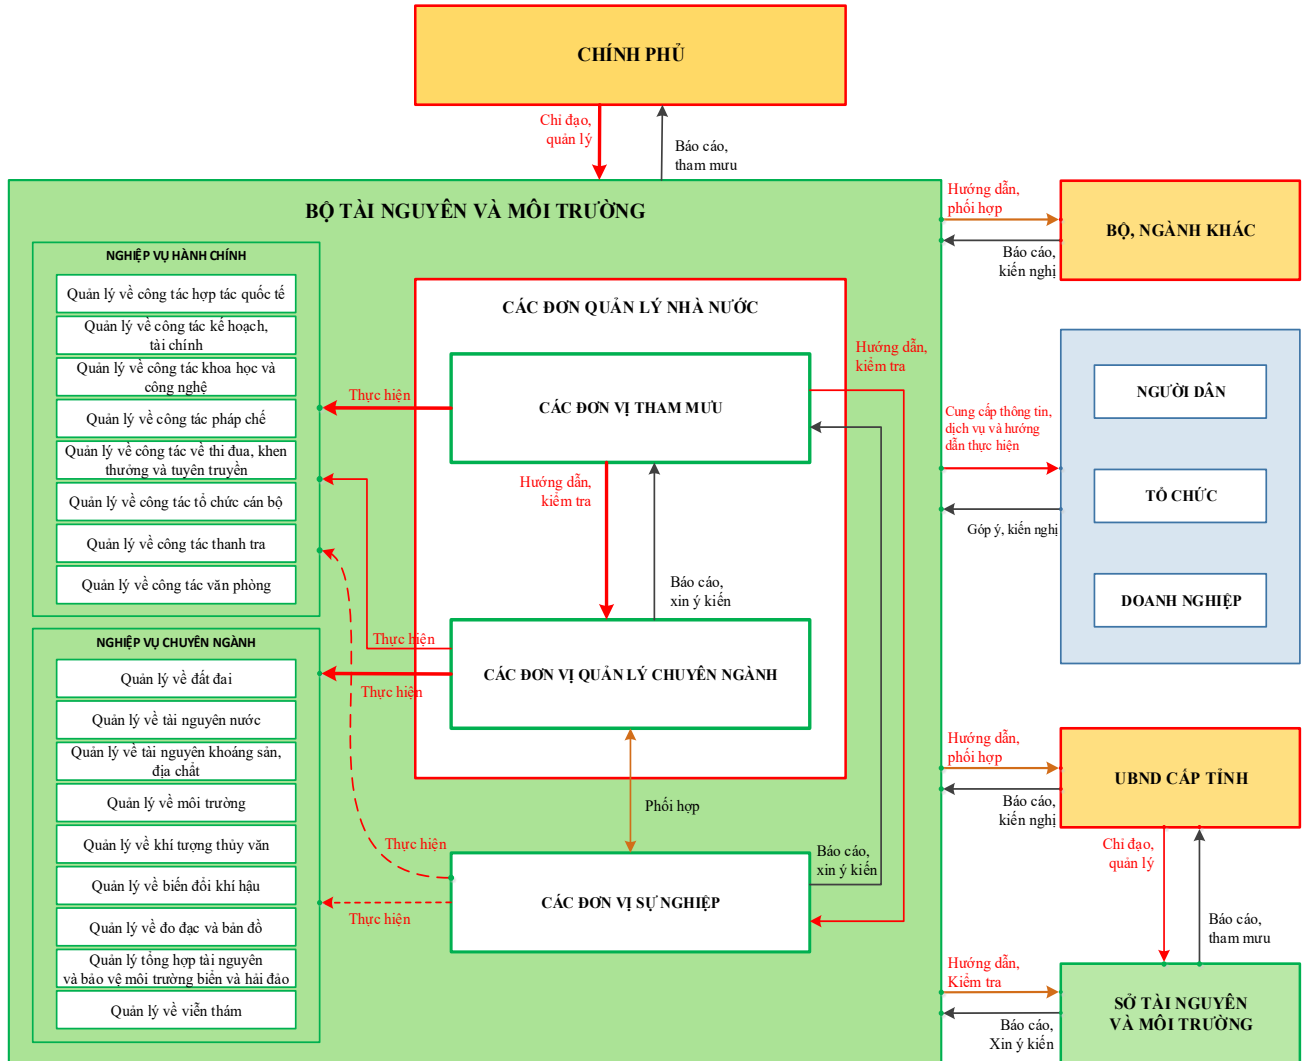 CHÍNH PHỦ
Chỉ đạo,
quản lý
Báo cáo,
tham mưu
BỘ TÀI NGUYÊN VÀ MÔI TRƯỜNG
NGHIỆP VỤ HÀNH CHÍNH
Quản lý về công tác hợp tác quốc tế
Quản lý về công tác kế hoạch,
tài chính
Quản lý về công tác khoa học và
công nghệ
Quản lý về công tác pháp chế
Quản lý về công tác về thi đua, khen
thưởng và tuyên truyền
Quản lý về công tác tổ chức cán bộ
Quản lý về công tác thanh tra
Quản lý về công tác văn phòng
NGHIỆP VỤ CHUYÊN NGÀNH
Quản lý về đất đai
Quản lý về tài nguyên nước
Quản lý về tài nguyên khoáng sản,
địa chất
Quản lý về môi trường
Quản lý về khí tượng thủy văn
Quản lý về biến đổi khí hậu
Quản lý về đo đạc và bản đồ
Quản lý tổng hợp tài nguyên
và bảo vệ môi trường biển và hải đảo
Quản lý về viễn thám
Thực hiện
Thực hiện
Thực hiện
Thực hiện
Thực hiện
CÁC ĐƠN QUẢN LÝ NHÀ NƯỚC
CÁC ĐƠN VỊ THAM MƯU
Hướng dẫn,
kiểm tra
Hướng dẫn,
kiểm tra
Báo cáo,
xin ý kiến
CÁC ĐƠN VỊ QUẢN LÝ CHUYÊN NGÀNH
Phối hợp
Báo cáo,
xin ý kiến
CÁC ĐƠN VỊ SỰ NGHIỆP
Hướng dẫn,
phối hợp
Báo cáo,
kiến nghị
BỘ, NGÀNH KHÁC
Cung cấp thông tin,
dịch vụ và hướng
dẫn thực hiện
Góp ý, kiến nghị
NGƯỜI DÂN
TỔ CHỨC
DOANH NGHIỆP
Hướng dẫn,
phối hợp
Báo cáo,
kiến nghị
UBND CẤP TỈNH
Chỉ đạo,
quản lý
Báo cáo,
tham mưu
Hướng dẫn,
Kiểm tra
Báo cáo,
Xin ý kiến
SỞ TÀI NGUYÊN
VÀ MÔI TRƯỜNG